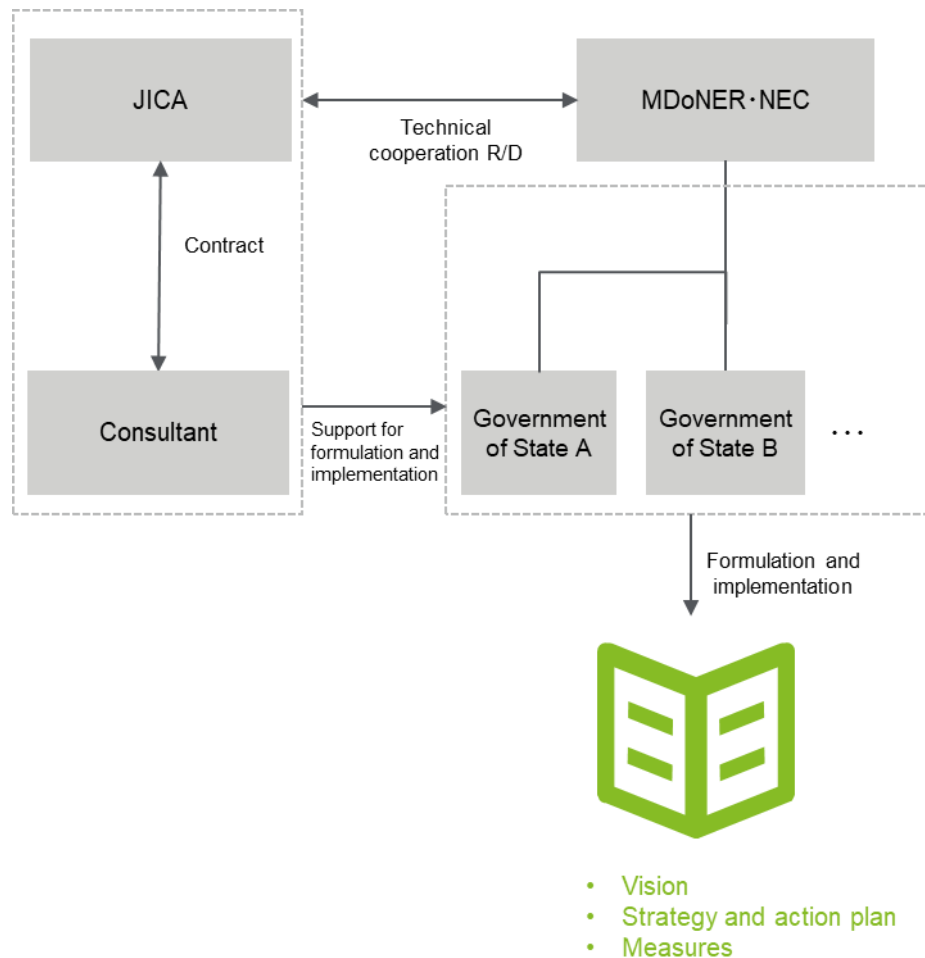 JICA
MDoNER･NEC
Technical
cooperation R/D
Contract
Consultant
Support for
formulation and
implementation
Government
of State A
Government
of State B
･･･
Formulation and
implementation
• Vision
• Strategy and action plan
• Measures